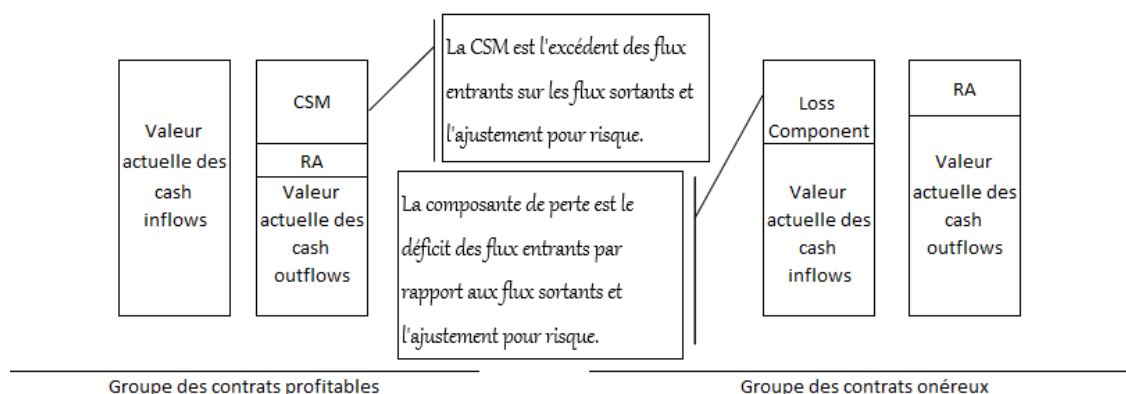 Valeur
actuelle des
cash
inflows
CSM
RA
Valeur
actuelle des
cash
outflows
La CSM est l'excédent des flux
entrants sur les flux sortants et
l'ajustement pour risque.
La composante de perte est le
déficit des flux entrants par
rapport aux flux sortants et
l'ajustement pour risque.
Loss
Component
Valeur
actuelle des
cash
inflows
RA
Valeur
actuelle des
cash
outflows
Groupe des contrats profitables
Groupe des contrats onéreux